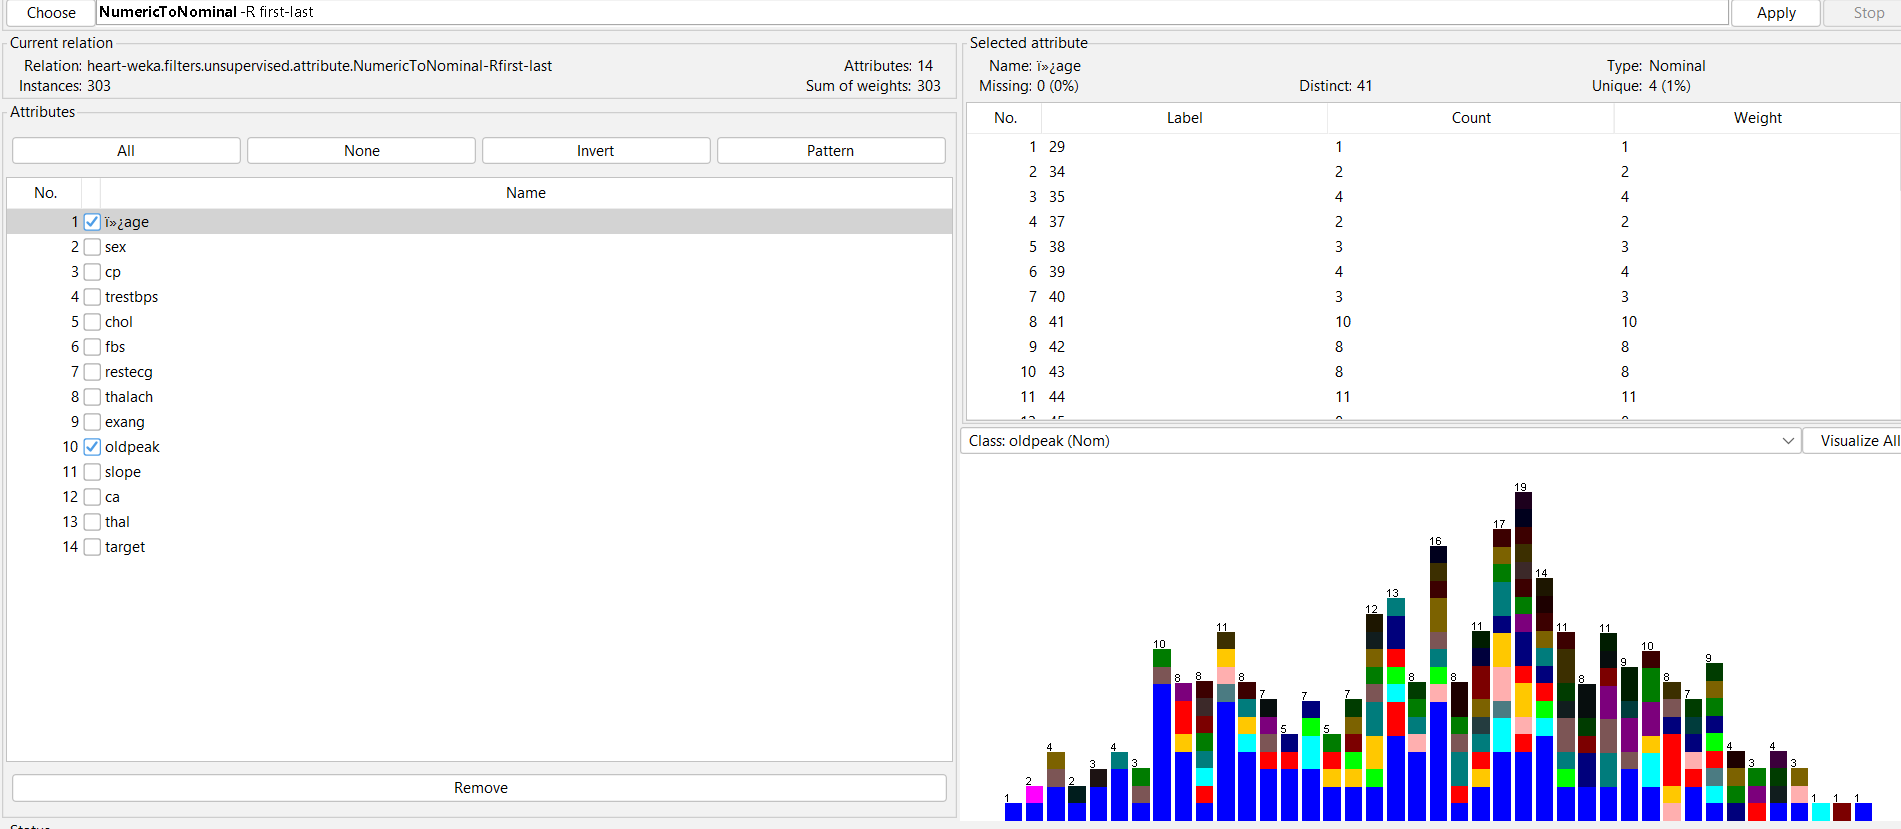 Choose NumericToNominal -R first-last Apply Stop
Current relation
Relation: heart-weka.filters.unsupervised.attribute.NumericToNominal-Rfirst-last Attributes: 14
Instances: 303 Sum of weights: 303
Attributes
All None Invert Pattern
No. Name
1 ï»¿age
2 sex
3 cp
4 trestbps
5 chol
6 fbs
7 restecg
8 thalach
9 exang
10 oldpeak
11 slope
12 ca
13 thal
14 target
Remove
Selected attribute
Name: ï»¿age Type: Nominal
Missing: 0 (0%) Distinct: 41 Unique: 4 (1%)
No. Label Count Weight
1 29 1 1
2 34 2 2
3 35 4 4
4 37 2 2
5 38 3 3
6 39 4 4
7 40 3 3
8 41 10 10
9 42 8 8
10 43 8 8
11 44 11 11
Class: oldpeak (Nom) Visualize All
1 2 4 2 3 4 3 10 8 8 11 8 7 5 7 5 7 12 13 8 16 8 11 17 19 14 11 8 11 9 10 8 7 9 4 3 4 3 1 1 1